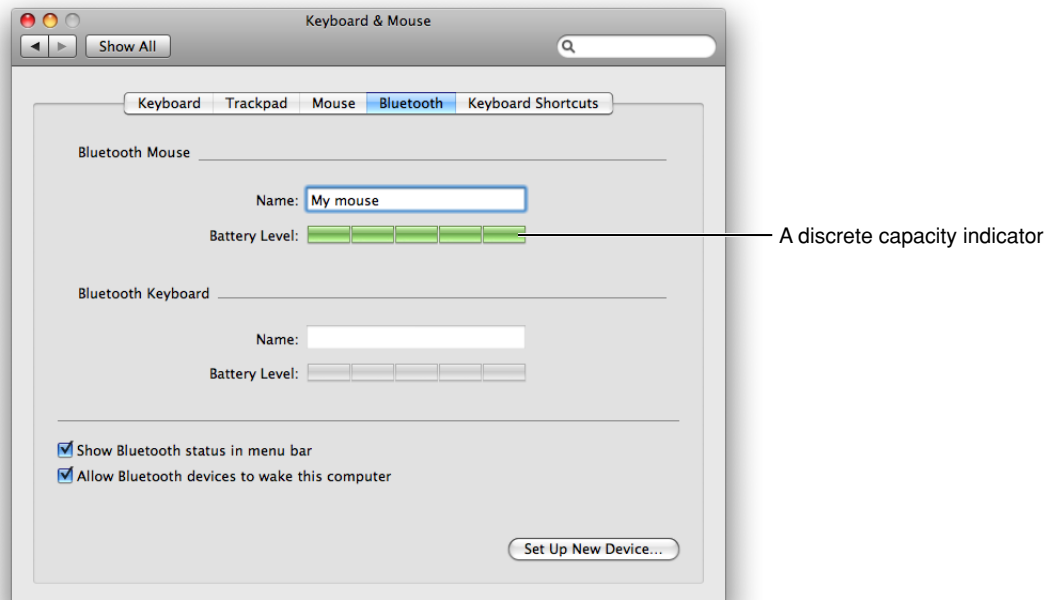 Keyboard & Mouse
Show All
Keyboard Trackpad Mouse Bluetooth Keyboard Shortcuts
Bluetooth Mouse
Name: My mouse
Battery Level:
A discrete capacity indicator
Bluetooth Keyboard
Name:
Battery Level:
Show Bluetooth status in menu bar
Allow Bluetooth devices to wake this computer
Set Up New Device...